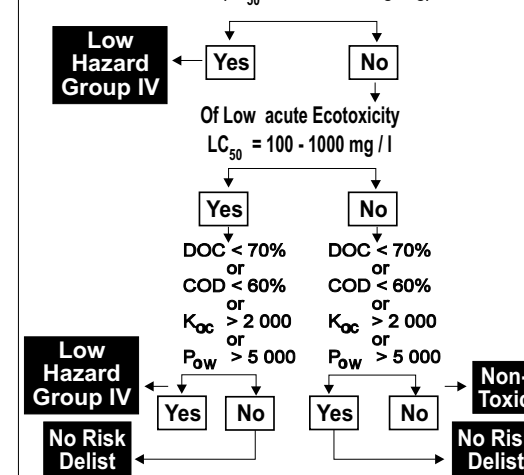 Low
Hazard
Group IV
Yes
No
Of Low acute Ecotoxicity
LC50 = 100 - 1000 mg / l
Yes
No
DOC < 70%
or
COD < 60%
or
Koc > 2 000
or
Pow > 5 000
DOC < 70%
or
COD < 60%
or
Koc > 2 000
or
Pow > 5 000
Low
Hazard
Group IV
Yes
No
Yes
No
Non-
Toxic
No Risk
Delist
No Risk
Delist